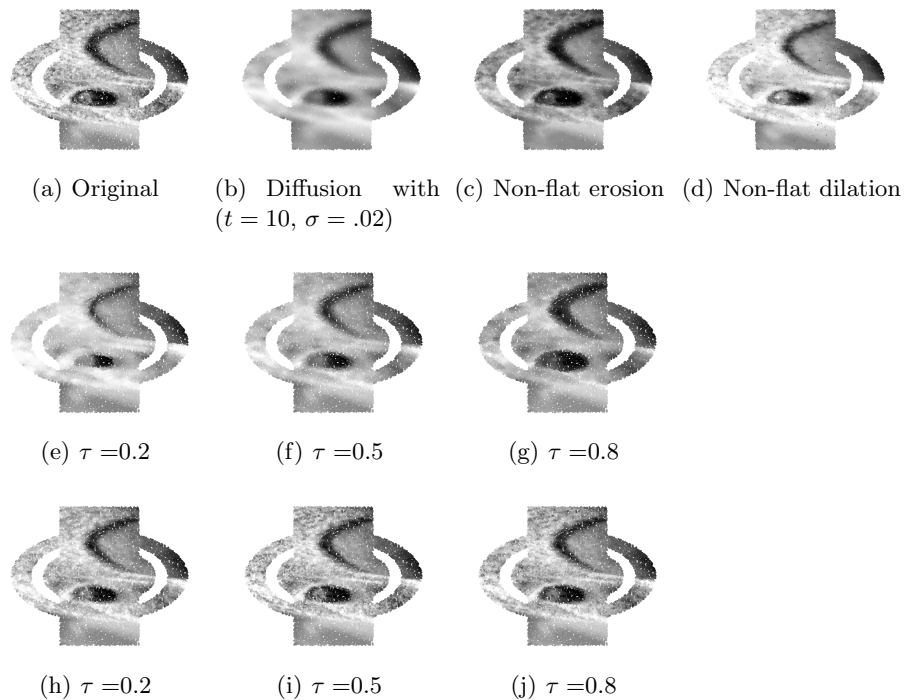 (a) Original
(b) Diffusion with
(t = 10, σ = .02)
(c) Non-flat erosion
(d) Non-flat dilation
(e) τ =0.2
(f) τ =0.5
(g) τ =0.8
(h) τ =0.2
(i) τ =0.5
(j) τ =0.8